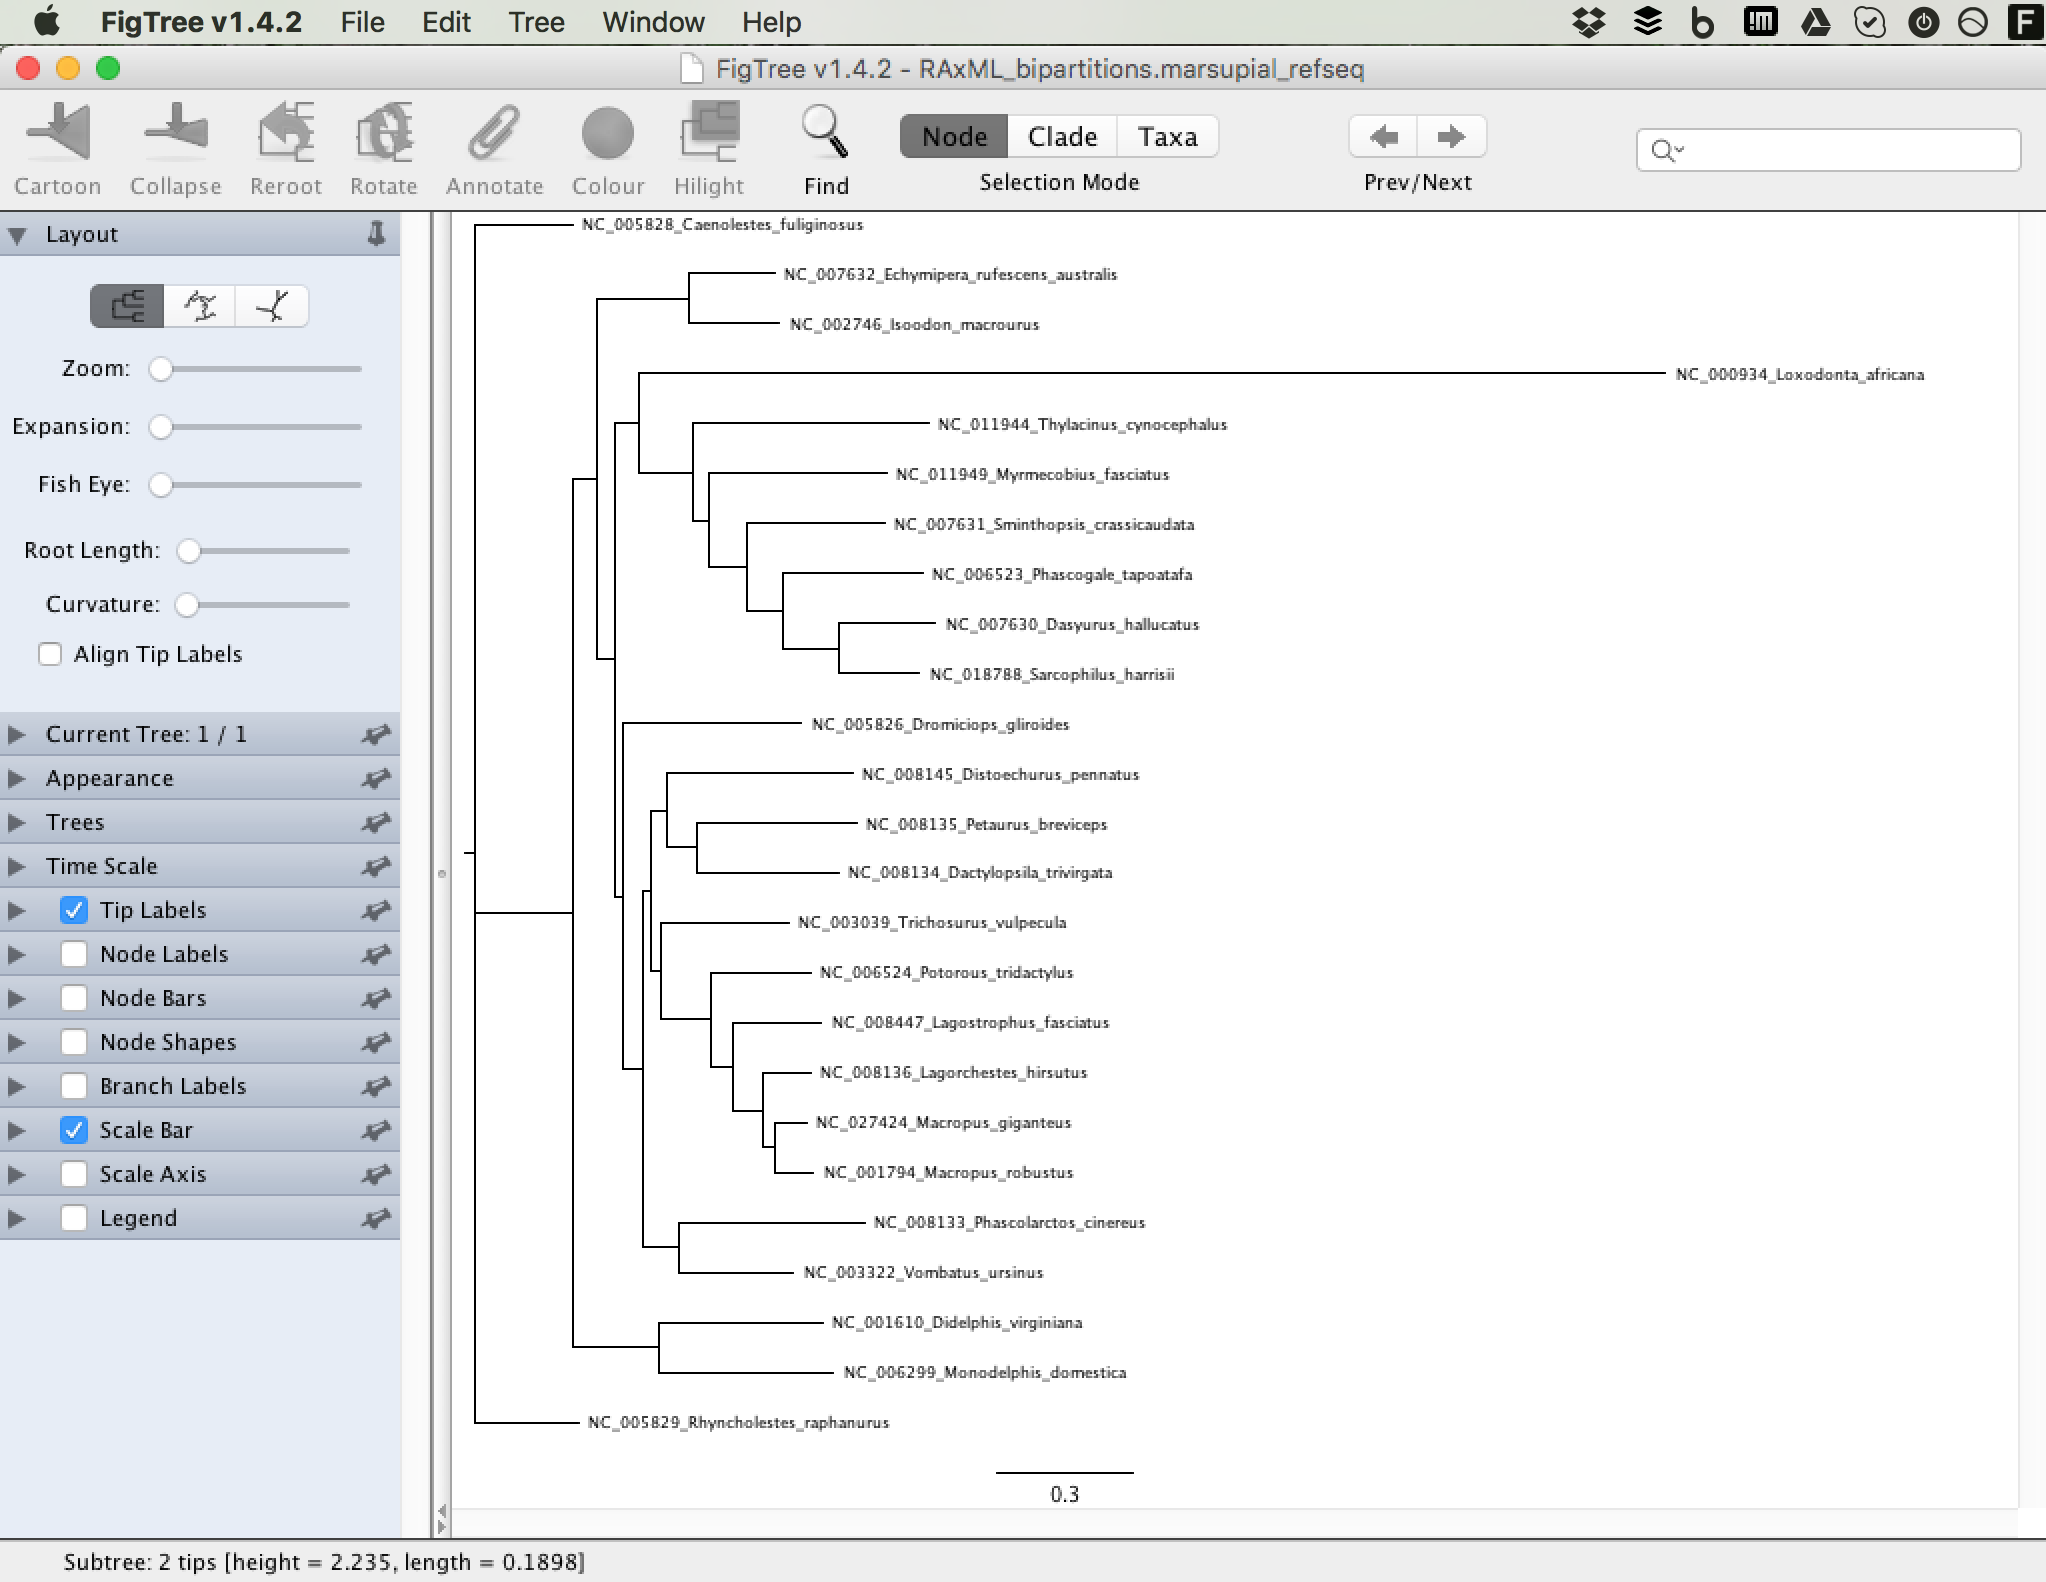 FigTree v1.4.2 File Edit Tree Window Help
FigTree v1.4.2 - RAxML_bipartitions.marsupial_refseq
Node Clade Taxa
Cartoon Collapse Reroot Rotate Annotate Colour Hilight Find Selection Mode Prev/Next
Layout
Zoom:
Expansion:
Fish Eye:
Root Length:
Curvature:
Align Tip Labels
Current Tree: 1 / 1
Appearance
Trees
Time Scale
Tip Labels
Node Labels
Node Bars
Node Shapes
Branch Labels
Scale Bar
Scale Axis
Legend
NC_005828_Caenolestes_fuliginosus
NC_007632_Echymipera_rufescens_australis
NC_002746_Isoodon_macrourus
NC_000934_Loxodonta_africana
NC_011944_Thylacinus_cynocephalus
NC_011949_Myrmecobius_fasciatus
NC_007631_Sminthopsis_crassicaudata
NC_006523_Phascogale_tapoatafa
NC_007630_Dasyurus_hallucatus
NC_018788_Sarcophilus_harrisii
NC_005826_Dromiciops_gliroides
NC_008145_Distoechurus_pennatus
NC_008135_Petaurus_breviceps
NC_008134_Dactylopsila_trivirgata
NC_003039_Trichosurus_vulpecula
NC_006524_Potorous_tridactylus
NC_008447_Lagostrophus_fasciatus
NC_008136_Lagorchestes_hirsutus
NC_027424_Macropus_giganteus
NC_001794_Macropus_robustus
NC_008133_Phascolarctos_cinereus
NC_003322_Vombatus_ursinus
NC_001610_Didelphis_virginiana
NC_006299_Monodelphis_domestica
NC_005829_Rhyncholestes_raphanurus
0.3
Subtree: 2 tips [height = 2.235, length = 0.1898]